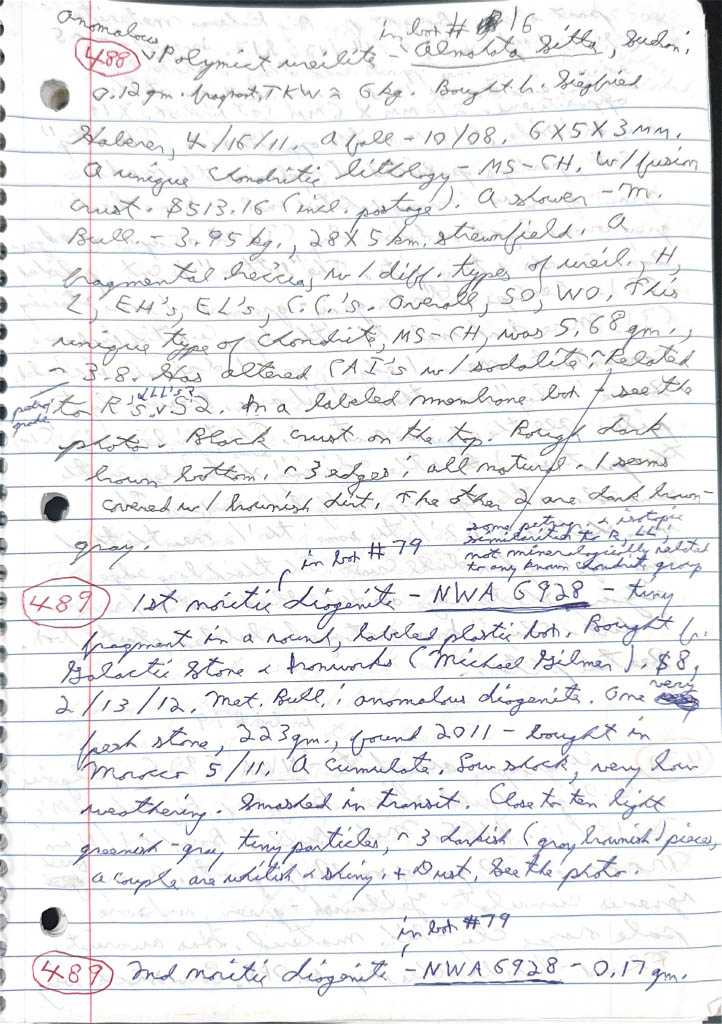 in box # 16
anomalous
488 Polymict ureilite - Almahata Sitta, Sudan;
0.12 gm. fragment, TKW ≈ 6 kg. Bought fr. Siegfried
Haberer, 4/16/11. A fall - 10/08. 6 X 5 X 3 MM.
A unique chondritic lithology - MS-CH, w/fusion
crust. $513.16 (incl. postage). A shower - M.
Bull. - 3.95 kg., 28 X 5 km. strewnfield. A
fragmental breccia, w/ diff. types of ureil., H,
L, EH's, EL's, C.C.'s. Overall, SO, WO. This
unique type of chondrite, MS-CH, was 5.68 gm.,
~ 3.8. Has altered CAI's w/ sodalite. Related
petrographic
to R's & LL's? S2. In a labeled membrane box - see the
photo. Black crust on the top. Rough dark
brown bottom. ~ 3 edges; all natural. 1 seems
covered w/ brownish dirt. The other 2 are dark brown-
gray.
some petrog. & isotopic
similarities to R, LL;
not mineralogically related
to any known chondrite group
in box # 79
489 1st moitie diogenite - NWA 6928 - tiny
fragment in a round, labeled plastic box. Bought fr.
Galactic Stone & Ironworks (Michael Gilmer). $8,
2/13/12. Met. Bull.: anomalous diogenite. One very
fresh stone, 223 gm., found 2011 - bought in
Morocco 5/11. A cumulate. Low shock, very low
weathering. Smashed in transit. Close to ten light
greenish-gray tiny particles, ~ 3 darkish (gray brownish) pieces,
a couple are whitish & shiny. + Dust. See the photo.
in box #79
489 2nd moitie diogenite - NWA 6928 - 0.17 gm.